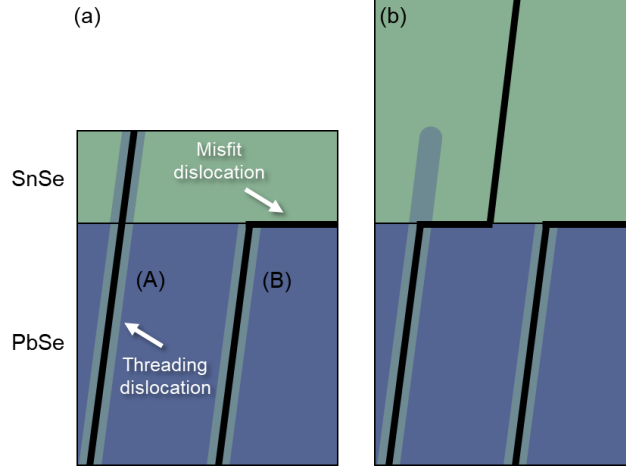 (a)
(b)
SnSe
Misfit
dislocation
(A)
(B)
PbSe
Threading
dislocation